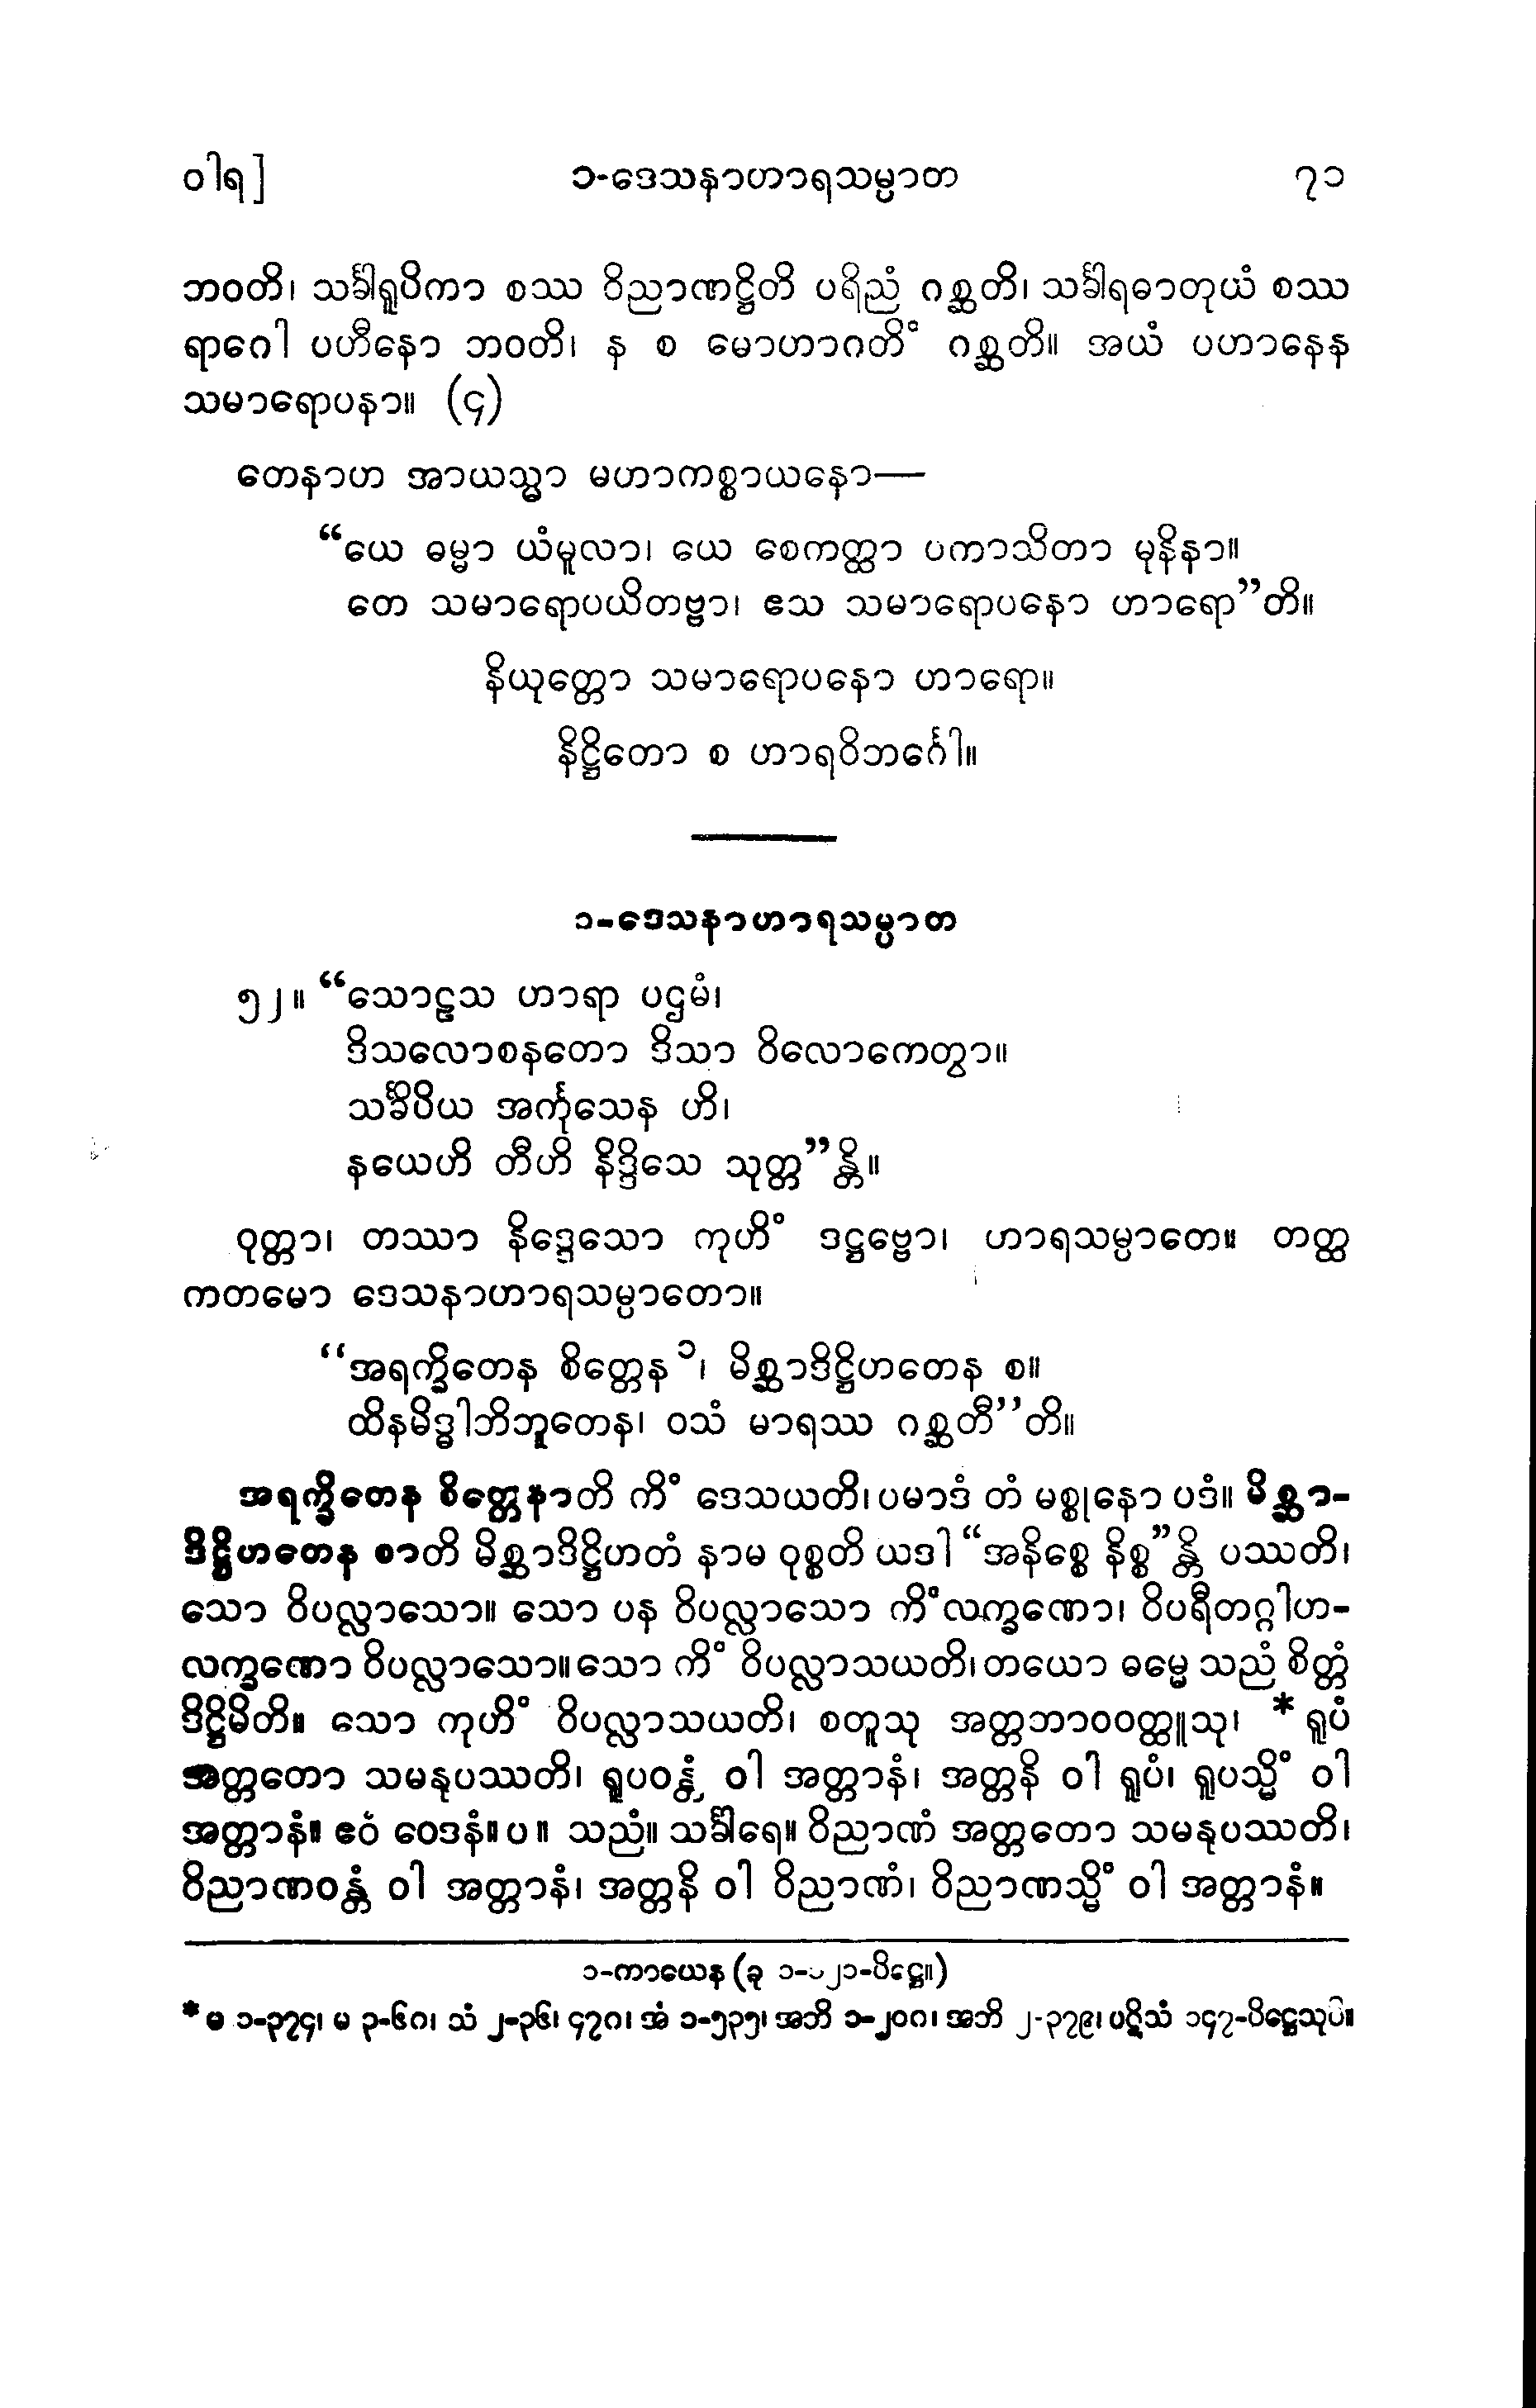 ဝါရ] ၁-ဒေသနာဟာရသမ္ပာတ ၇၁
ဘဝတိ၊ သင်္ခါရူပိကာ စဿ ဝိညာဏဋ္ဌိတိ ပရိညံ ဂစ္ဆတိ၊ သင်္ခါရဓာတုယံ စဿ
ရာဂေါ ပဟီနော ဘဝတိ၊ န စ မောဟာဂတိံ ဂစ္ဆတိ။ အယံ ပဟာနေန
သမာရောပနာ။ (၄)
တေနာဟ အာယသ္မာ မဟာကစ္စာယနော—
“ယေ ဓမ္မာ ယံမူလာ၊ ယေ စေကတ္ထာ ပကာသိတာ မုနိနာ။
တေ သမာရောပယိတဗ္ဗာ၊ ဧသ သမာရောပနော ဟာရော”တိ။
နိယုတ္တော သမာရောပနော ဟာရော။
နိဋ္ဌိတော စ ဟာရဝိဘင်္ဂေါ။
၁-ဒေသနာဟာရသမ္ပာတ
၅၂။ “သောဠသ ဟာရာ ပဌမံ၊
ဒိသလောစနတော ဒိသာ ဝိလောကေတွာ။
သင်္ခိပိယ အင်္ကုသေန ဟိ၊
နယေဟိ တီဟိ နိဒ္ဒိသေ သုတ္တ”န္တိ။
ဝုတ္တာ၊ တဿာ နိဒ္ဒေသော ကုဟိံ ဒဋ္ဌဗ္ဗော၊ ဟာရသမ္ပာတေ။ တတ္ထ
ကတမော ဒေသနာဟာရသမ္ပာတော။
“အရက္ခိတေန စိတ္တေန ၁၊ မိစ္ဆာဒိဋ္ဌိဟတေန စ။
ထိနမိဒ္ဓါဘိဘူတေန၊ ဝသံ မာရဿ ဂစ္ဆတီ”တိ။
အရက္ခိတေန စိတ္တေနာတိ ကိံ ဒေသယတိ၊ ပမာဒံ တံ မစ္စုနော ပဒံ။ မိစ္ဆာ-
ဒိဋ္ဌိဟတေန စာတိ မိစ္ဆာဒိဋ္ဌိဟတံ နာမ ဝုစ္စတိ ယဒါ “အနိစ္စေ နိစ္စ”န္တိ ပဿတိ၊
သော ဝိပလ္လာသော။ သော ပန ဝိပလ္လာသော ကိံလက္ခဏော၊ ဝိပရီတဂ္ဂါဟ-
လက္ခဏော ဝိပလ္လာသော။ သော ကိံ ဝိပလ္လာသယတိ၊ တယော ဓမ္မေ သညံ စိတ္တံ
ဒိဋ္ဌိမိတိ။ သော ကုဟိံ ဝိပလ္လာသယတိ၊ စတူသု အတ္တဘာဝဝတ္ထူသု၊ * ရူပံ
အတ္တတော သမနုပဿတိ၊ ရူပဝန္တံ ဝါ အတ္တာနံ၊ အတ္တနိ ဝါ ရူပံ၊ ရူပသ္မိံ ဝါ
အတ္တာနံ။ ဧဝံ ဝေဒနံ။ ပ။ သညံ။ သင်္ခါရေ။ ဝိညာဏံ အတ္တတော သမနုပဿတိ၊
ဝိညာဏဝန္တံ ဝါ အတ္တာနံ၊ အတ္တနိ ဝါ ဝိညာဏံ၊ ဝိညာဏသ္မိံ ဝါ အတ္တာနံ။
၁-ကာယေန (ခု
* မ ၁-၃၇၄၊ မ ၃-၆၈၊ သံ ၂-၃၆၊ ၄၇၈၊ အံ ၁-၅၃၅၊ အဘိ ၁-၂၀၈၊ အဘိ ၂-၃၇၉၊ ပဋိသံ ၁၄၇-ပိဋ္ဌေသုပိ။